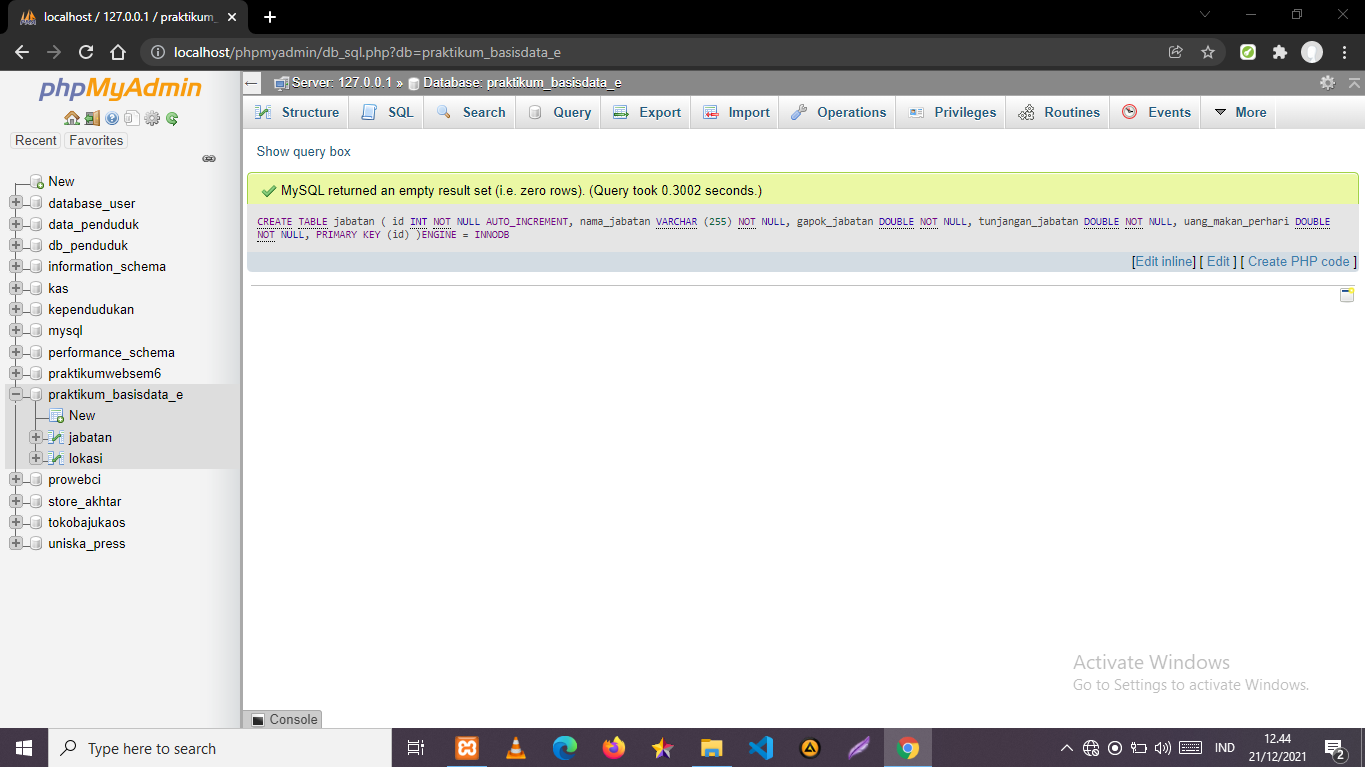 localhost / 127.0.0.1 / praktikum_
localhost/phpmyadmin/db_sql.php?db=praktikum_basisdata_e
phpMyAdmin
Recent Favorites
New
database_user
data_penduduk
db_penduduk
information_schema
kas
kependudukan
mysql
performance_schema
praktikumwebsem6
praktikum_basisdata_e
New
jabatan
lokasi
prowebci
store_akhtar
tokobajukaos
uniska_press
Server: 127.0.0.1 » Database: praktikum_basisdata_e
Structure SQL Search Query Export Import Operations Privileges Routines Events More
Show query box
MySQL returned an empty result set (i.e. zero rows). (Query took 0.3002 seconds.)
CREATE TABLE jabatan ( id INT NOT NULL AUTO_INCREMENT, nama_jabatan VARCHAR (255) NOT NULL, gapok_jabatan DOUBLE NOT NULL, tunjangan_jabatan DOUBLE NOT NULL, uang_makan_perhari DOUBLE
NOT NULL, PRIMARY KEY (id) )ENGINE = INNODB
[Edit inline] [ Edit ] [ Create PHP code ]
Activate Windows
Go to Settings to activate Windows.
Console
Type here to search
IND
12.44
21/12/2021
2